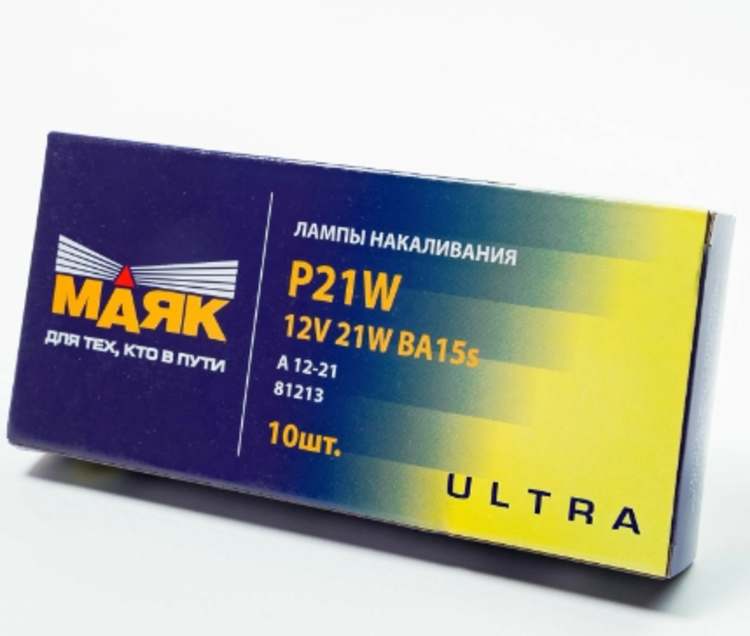 МАЯК
ДЛЯ ТЕХ, КТО В ПУТИ
ЛАМПЫ НАКАЛИВАНИЯ
P21W
12V 21W BA15s
A 12-21
81213
10шт.
ULTRA